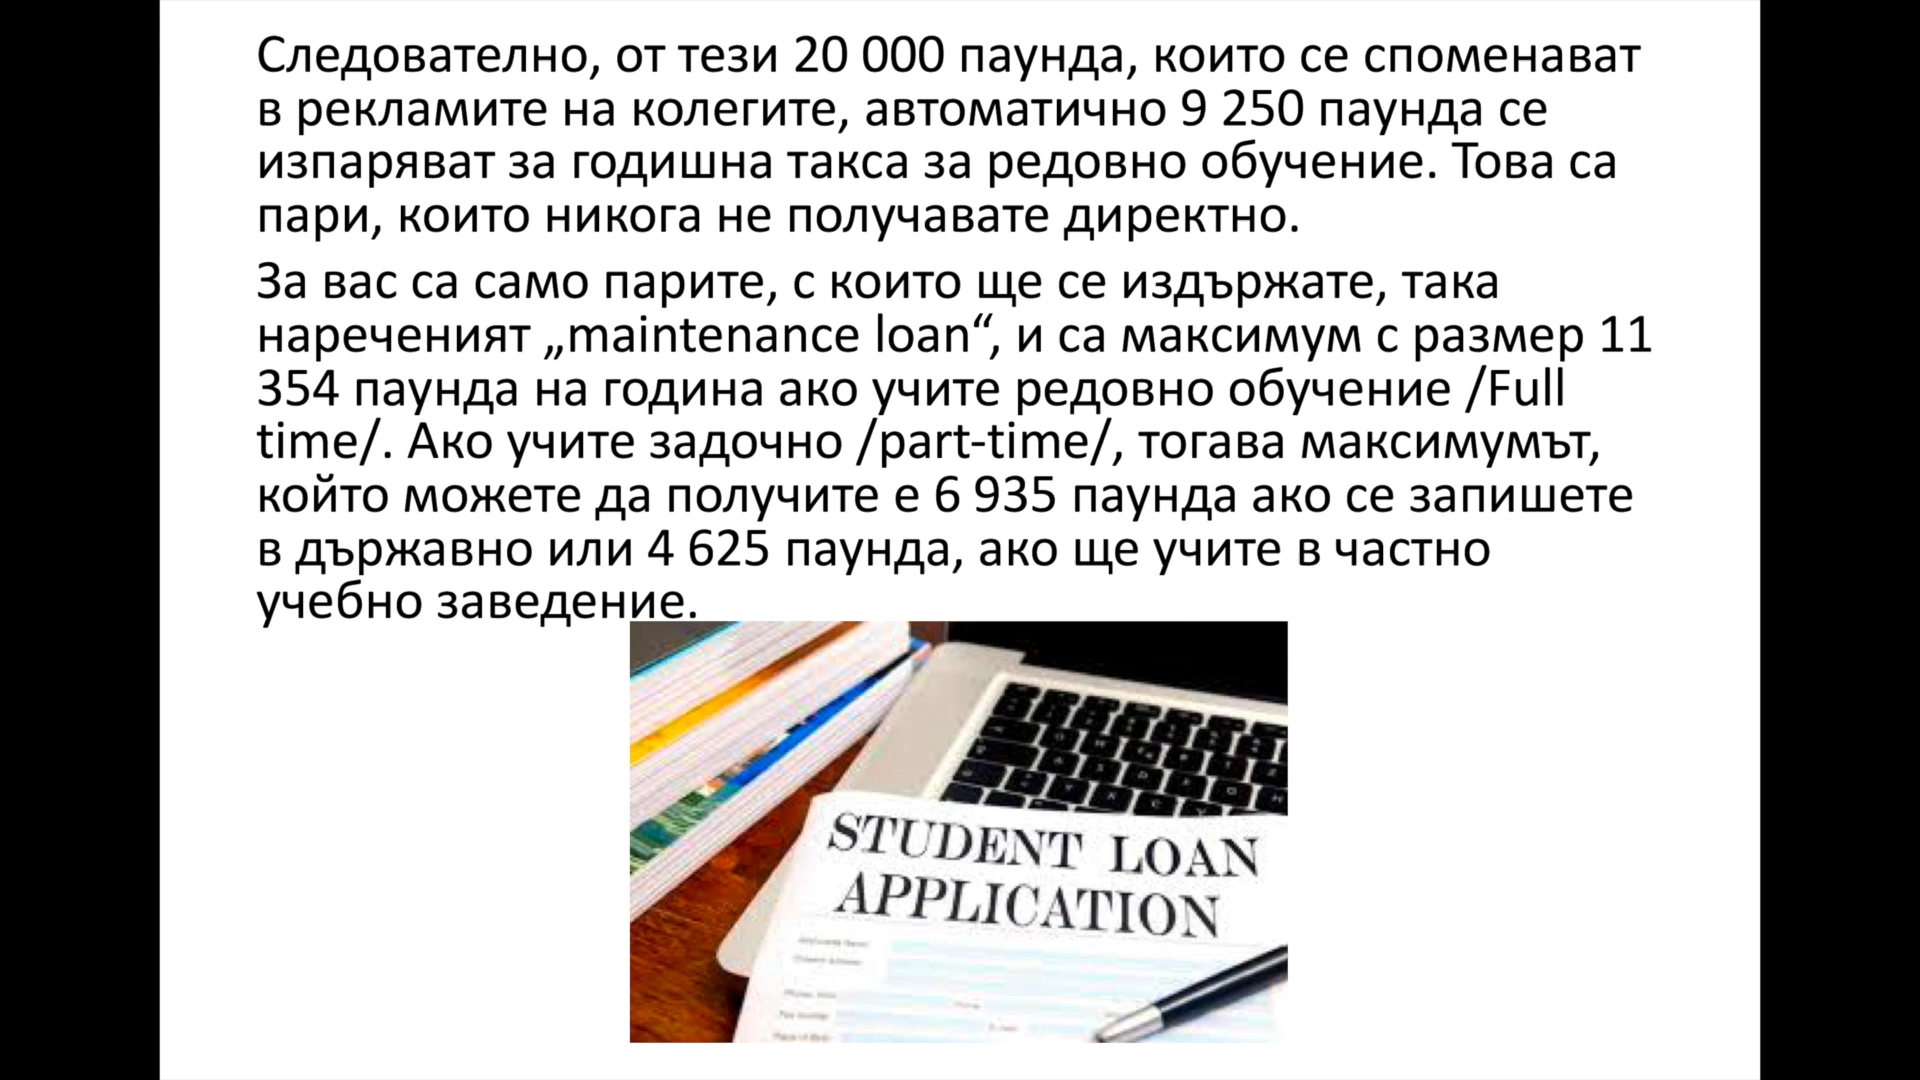 Следователно, от тези 20 000 паунда, които се споменават
в рекламите на колегите, автоматично 9 250 паунда се
изпаряват за годишна такса за редовно обучение. Това са
пари, които никога не получавате директно.
За вас са само парите, с които ще се издържате, така
нареченият „maintenance loan“, и са максимум с размер 11
354 паунда на година ако учите редовно обучение /Full
time/. Ако учите задочно /part-time/, тогава максимумът,
който можете да получите е 6 935 паунда ако се запишете
в държавно или 4 625 паунда, ако ще учите в частно
учебно заведение.
STUDENT LOAN
APPLICATION